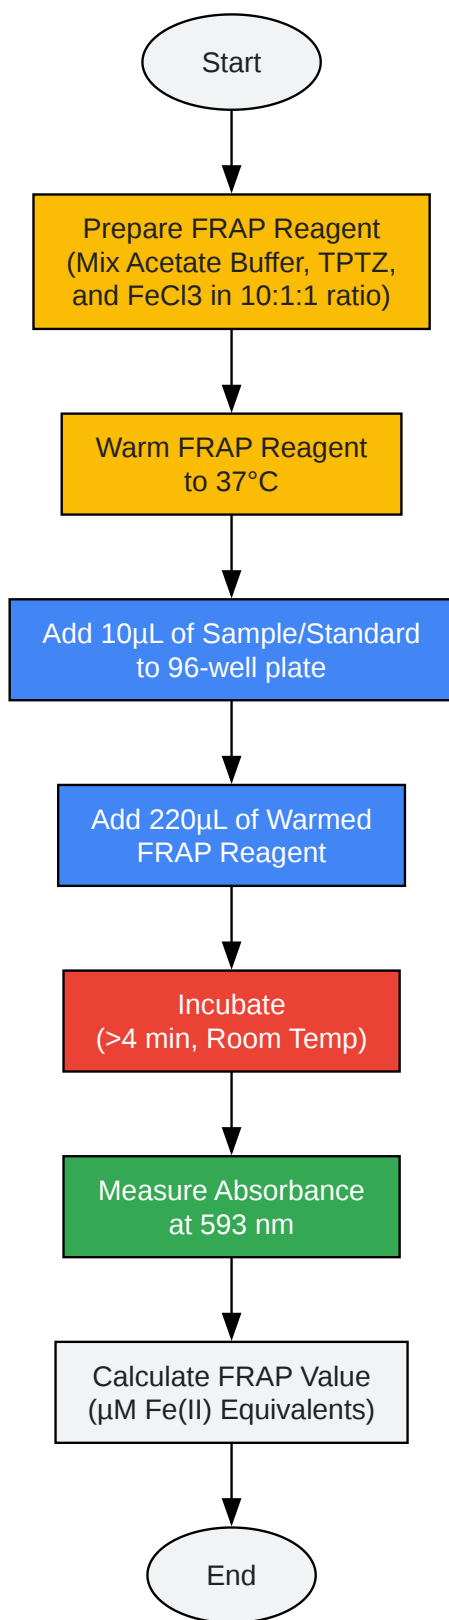 Start
Prepare FRAP Reagent
(Mix Acetate Buffer, TPTZ,
and FeCl3 in 10:1:1 ratio)
Warm FRAP Reagent
to 37°C
Add 10µL of Sample/Standard
to 96-well plate
Add 220µL of Warmed
FRAP Reagent
Incubate
(>4 min, Room Temp)
Measure Absorbance
at 593 nm
Calculate FRAP Value
(µM Fe(II) Equivalents)
End